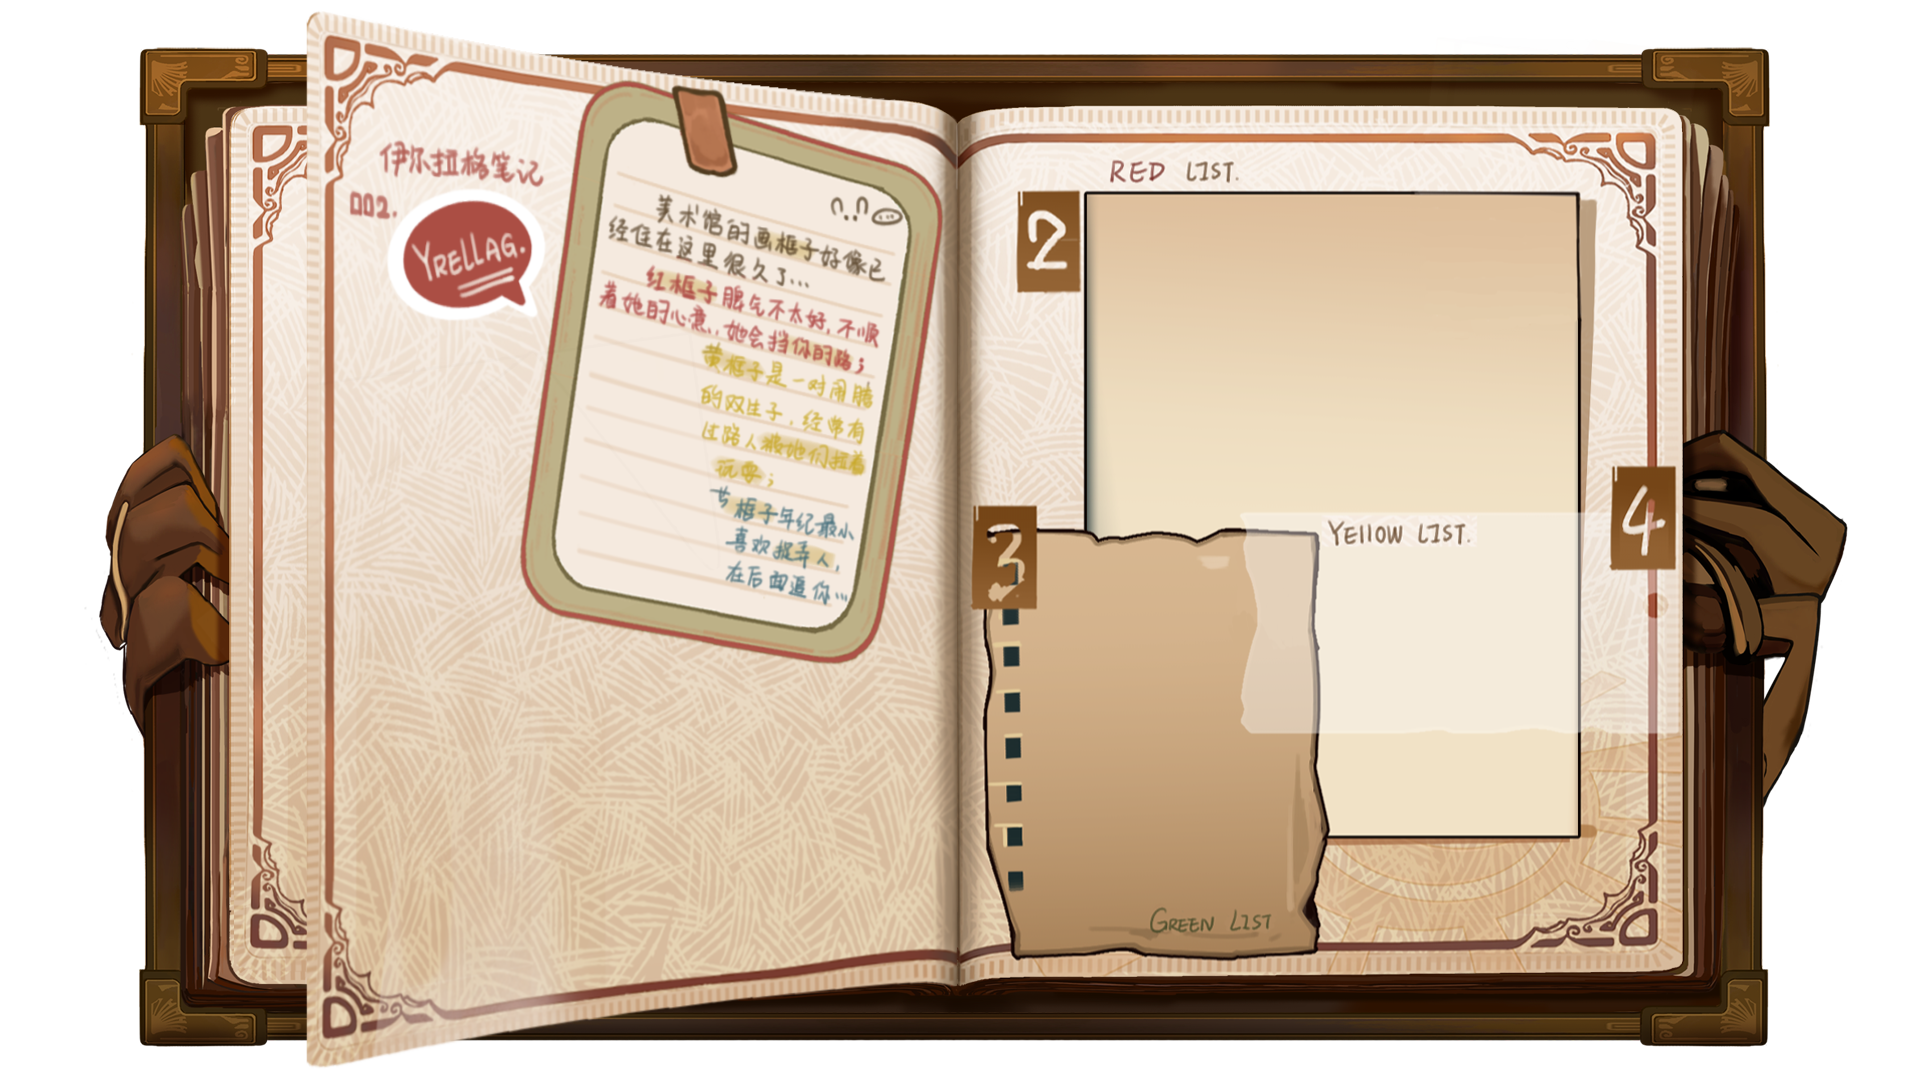 伊尔拉格笔记
002.
YRELLAG.
美术馆的画框子好像已
经住在这里很久了...
红框子脾气不太好,不顺
着她的心意,她会挡你的路;
黄框子是一对闹腾
的双生子,经常有
过路人被她们拉着
玩耍;
框子年纪最小
喜欢捉弄人,
在后面追你...
RED LIST.
2
3
4
YELLOW LIST.
GREEN LIST